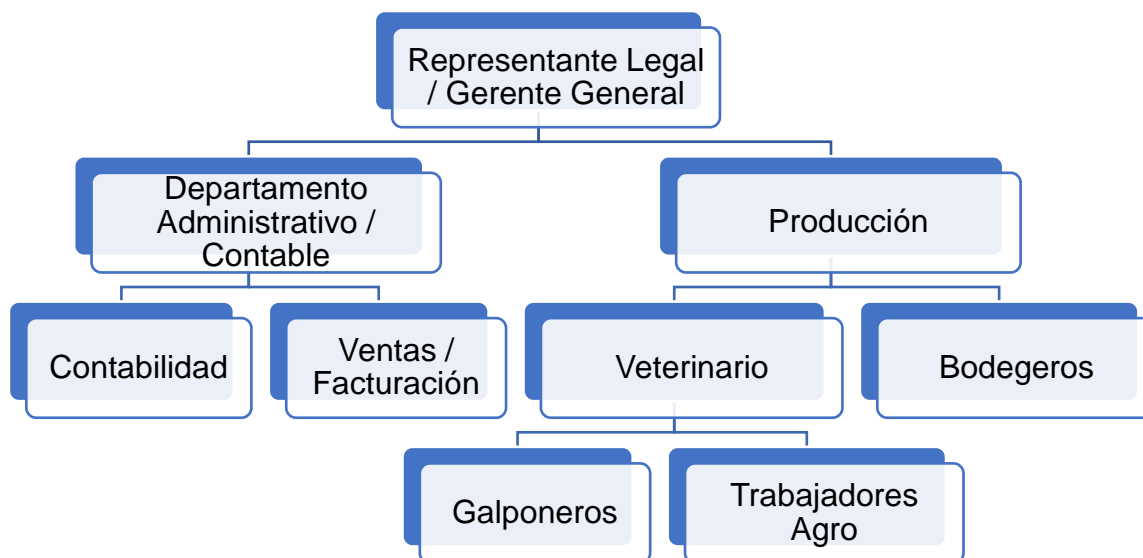 Representante Legal
/ Gerente General
Departamento
Administrativo /
Contable
Producción
Contabilidad
Ventas /
Facturación
Veterinario
Bodegeros
Galponeros
Trabajadores
Agro